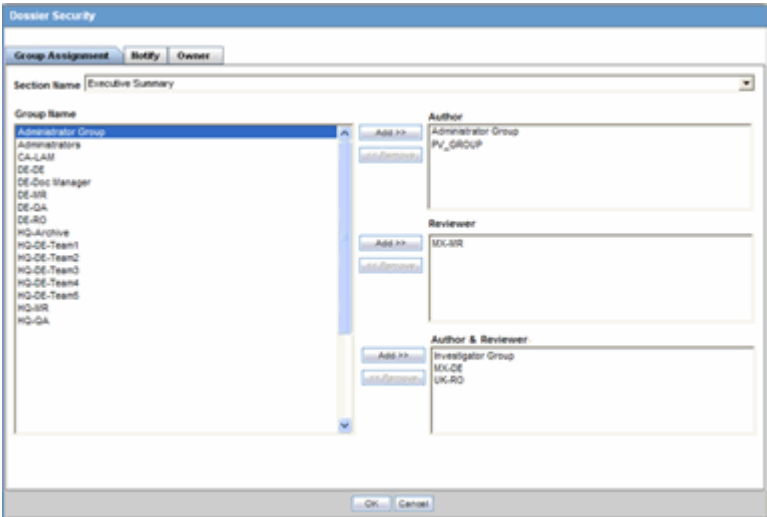 Dossier Security
Group Assignment Notify Owner
Section Name Executive Summary
Group Name
Administrator Group
Administrators
CA-LAM
DE-DE
DE-Doc Manager
DE-MR
DE-QA
DE-RO
HQ-Archive
HQ-DE-Team1
HQ-DE-Team2
HQ-DE-Team3
HQ-DE-Team4
HQ-DE-Team5
HQ-MR
HQ-QA
Add >>
<< Remove
Author
Administrator Group
PV_GROUP
Add >>
<< Remove
Reviewer
MX-MR
Add >>
<< Remove
Author & Reviewer
Investigator Group
MX-DE
UK-RO
OK Cancel